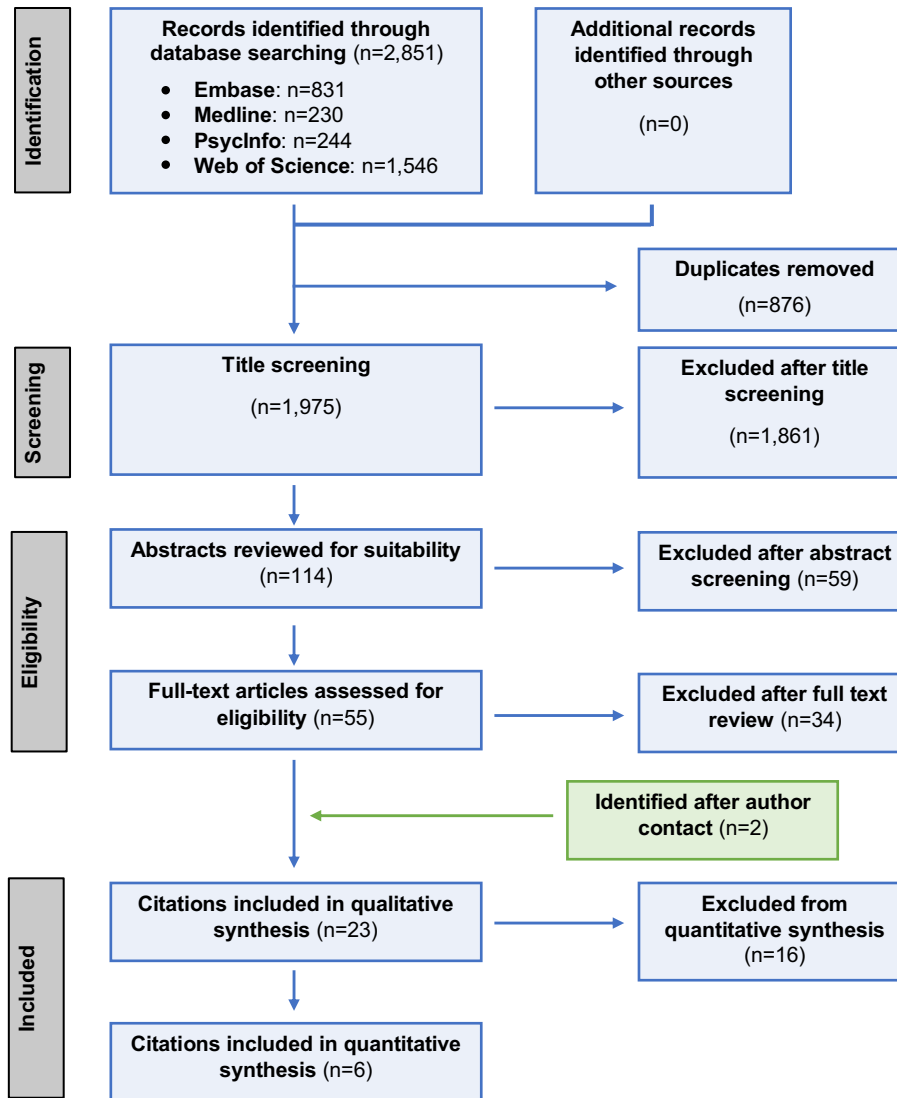 Identification
Records identified through
database searching (n=2,851)
• Embase: n=831
• Medline: n=230
• PsycInfo: n=244
• Web of Science: n=1,546
Additional records
identified through
other sources
(n=0)
Duplicates removed
(n=876)
Screening
Title screening
(n=1,975)
Excluded after title
screening
(n=1,861)
Eligibility
Abstracts reviewed for suitability
(n=114)
Excluded after abstract
screening (n=59)
Full-text articles assessed for
eligibility (n=55)
Excluded after full text
review (n=34)
Identified after author
contact (n=2)
Included
Citations included in qualitative
synthesis (n=23)
Excluded from
quantitative synthesis
(n=16)
Citations included in quantitative
synthesis (n=6)